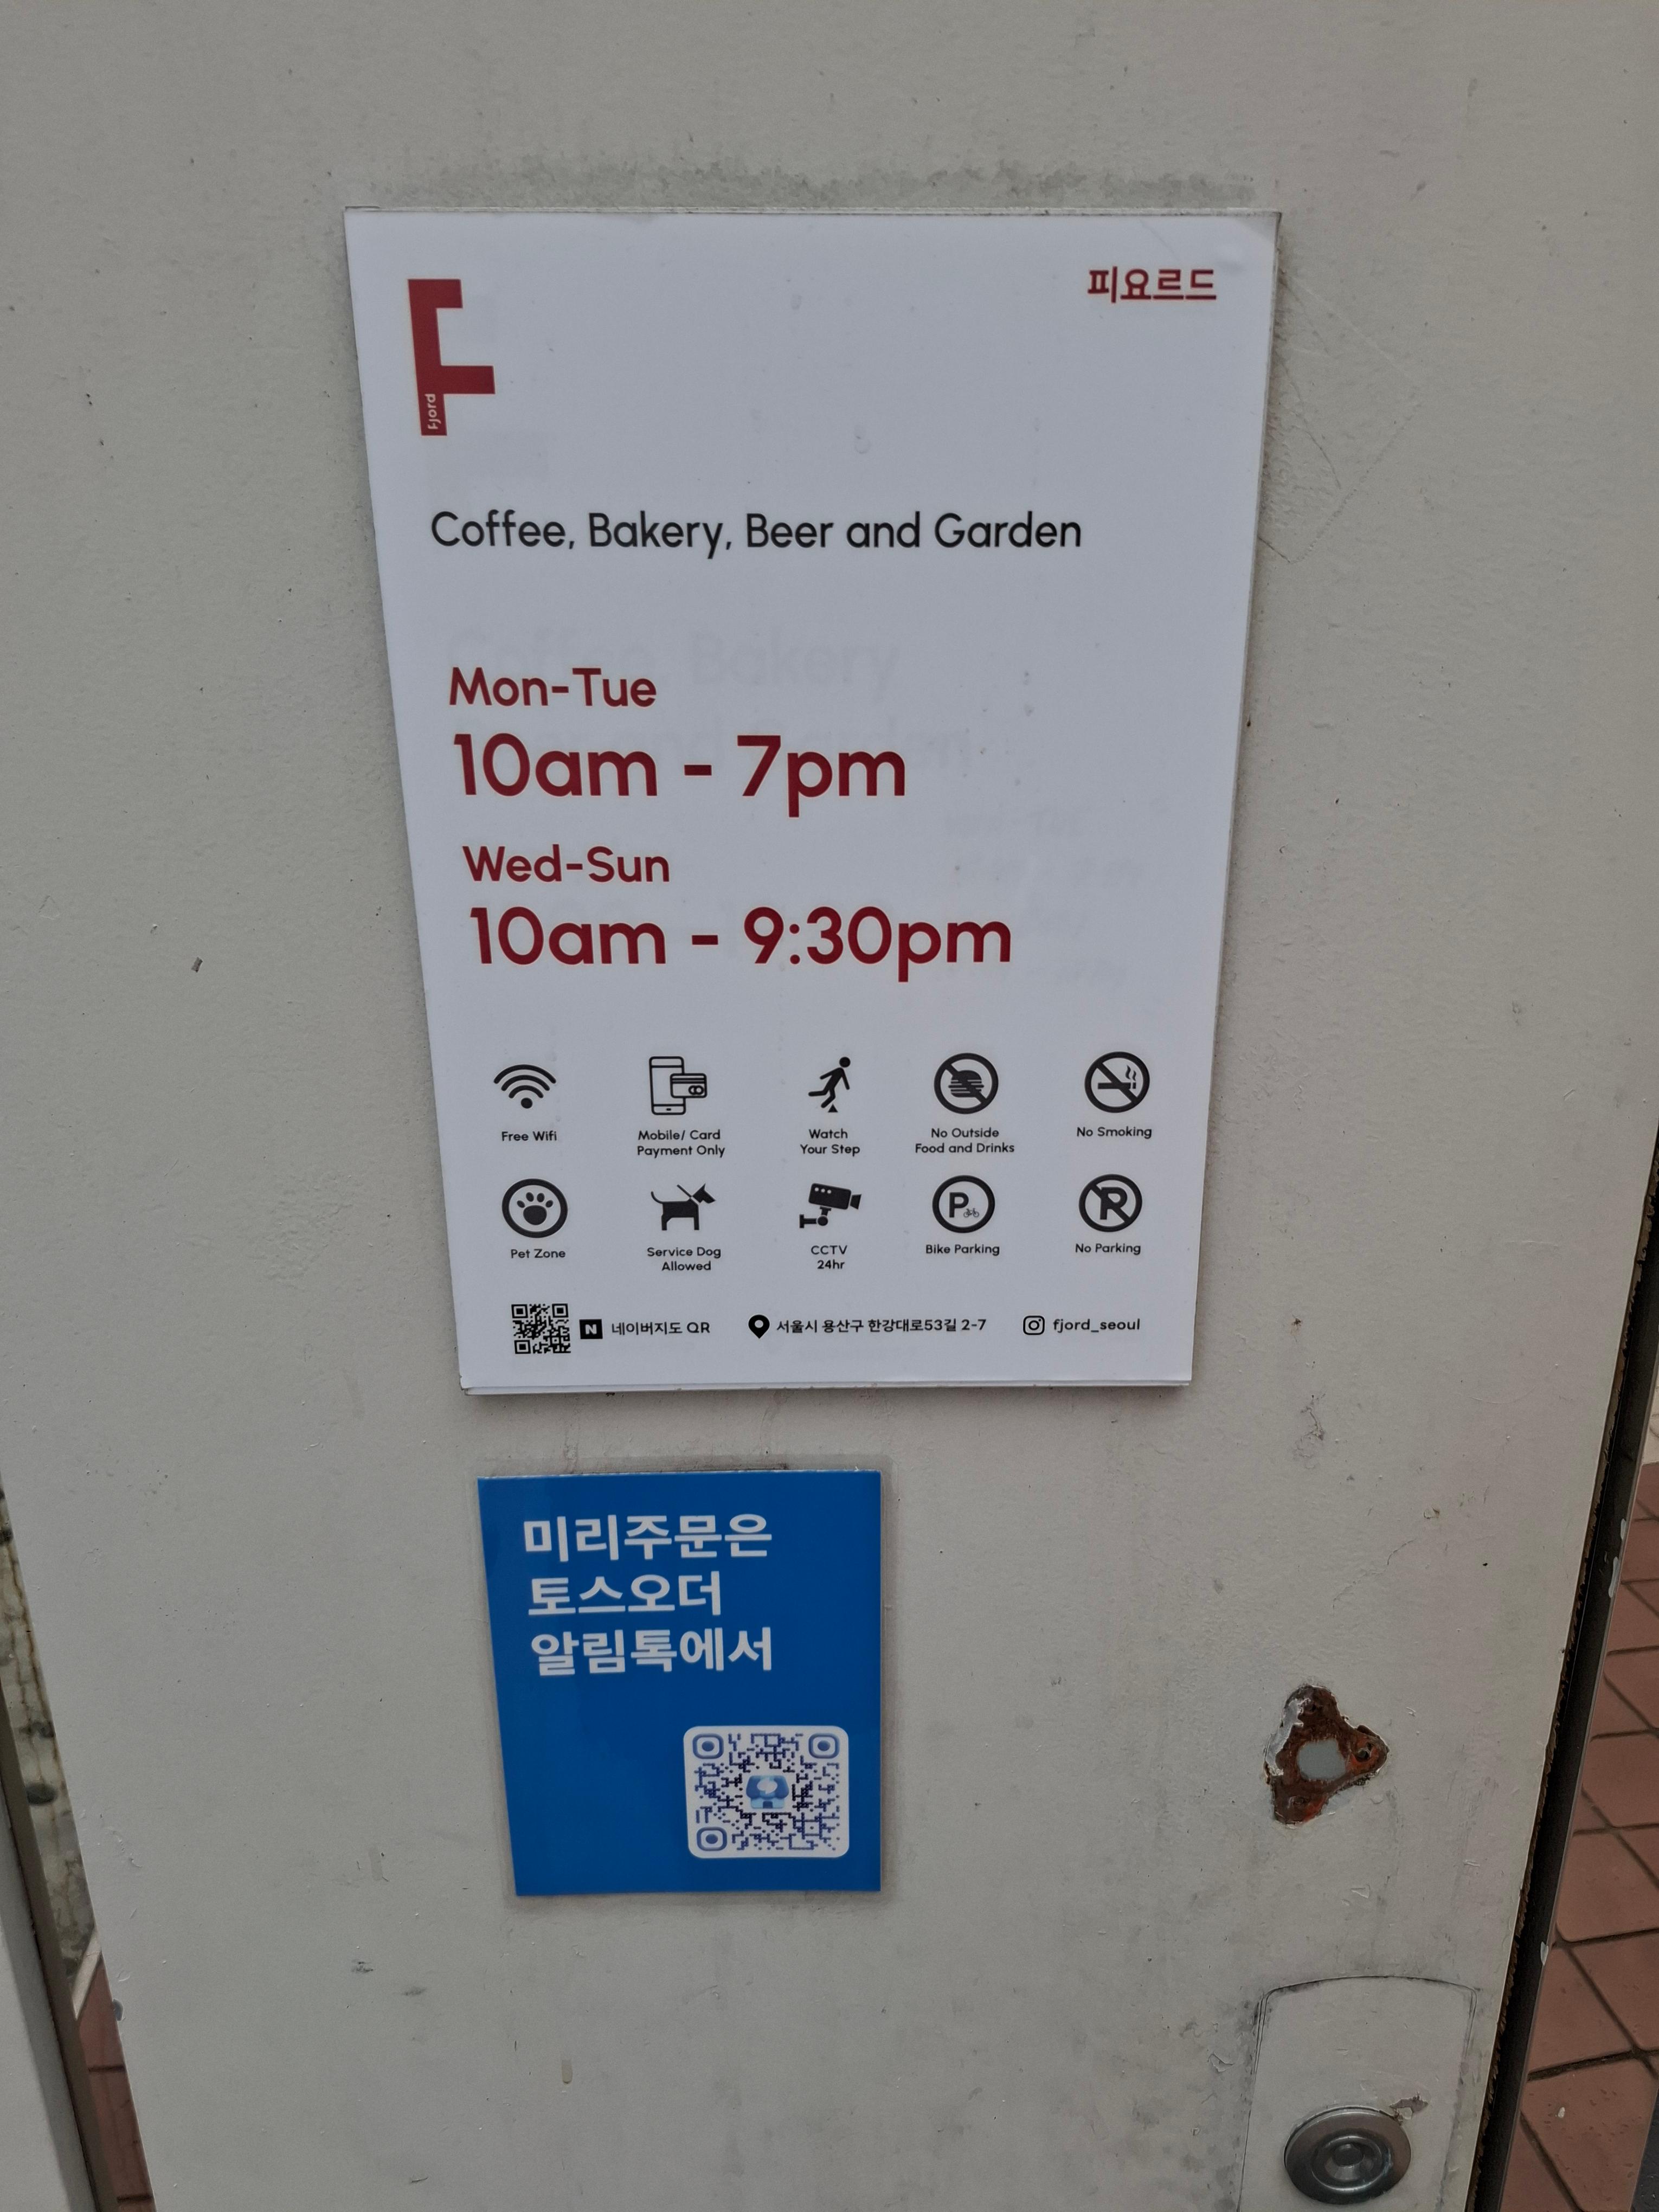 피요르드
Fjord
Coffee, Bakery, Beer and Garden
Mon-Tue
10am - 7pm
Wed-Sun
10am - 9:30pm
Free Wifi
Mobile/ Card
Payment Only
Watch
Your Step
No Outside
Food and Drinks
No Smoking
Pet Zone
Service Dog
Allowed
CCTV
24hr
P
Bike Parking
No Parking
N 네이버지도 QR
서울시 용산구 한강대로53길 2-7
fjord_seoul
미리주문은
토스오더
알림톡에서